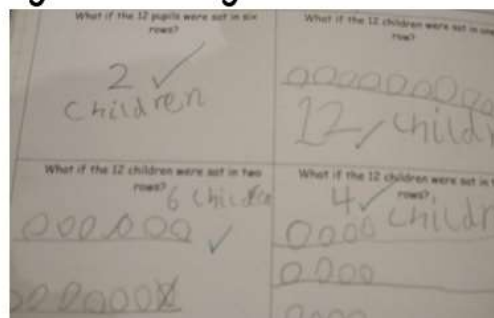 What if the 12 pupils were sat in six
rows?
2 ✓
children
What if the 12 children were sat in one
row?
12 ✓ childr
What if the 12 children were sat in two
rows?
6 children
✓
What if the 12 children were sat in
rows?
4 ✓
childr